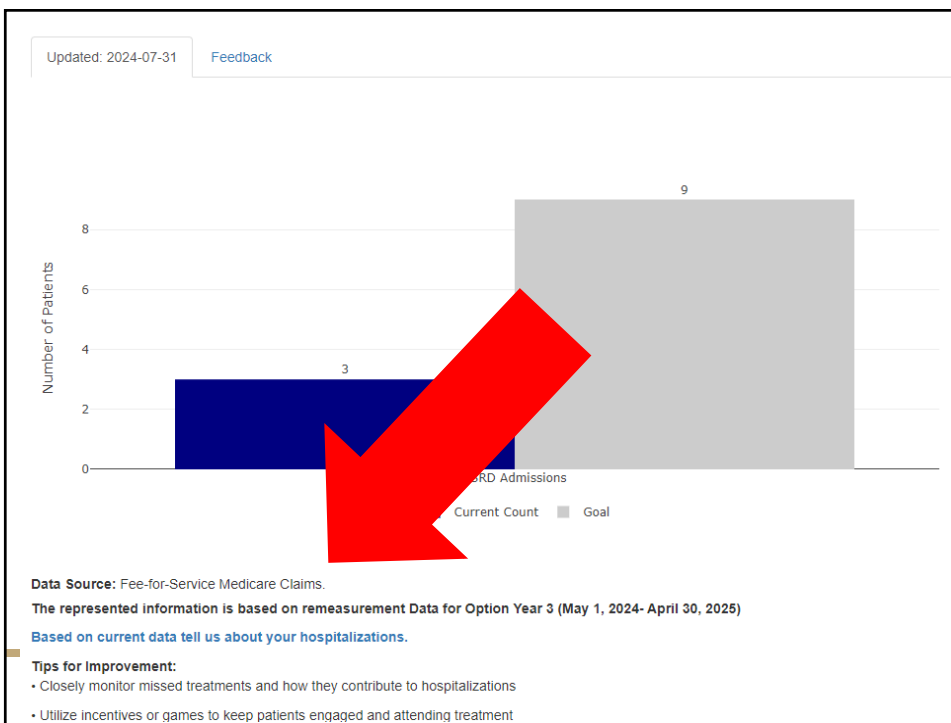 Updated: 2024-07-31 Feedback
9
8
Number of Patients
6
4
3
2
0
Admissions
Current Count Goal
Data Source: Fee-for-Service Medicare Claims.
The represented information is based on remeasurement Data for Option Year 3 (May 1, 2024- April 30, 2025)
Based on current data tell us about your hospitalizations.
Tips for Improvement:
• Closely monitor missed treatments and how they contribute to hospitalizations
• Utilize incentives or games to keep patients engaged and attending treatment